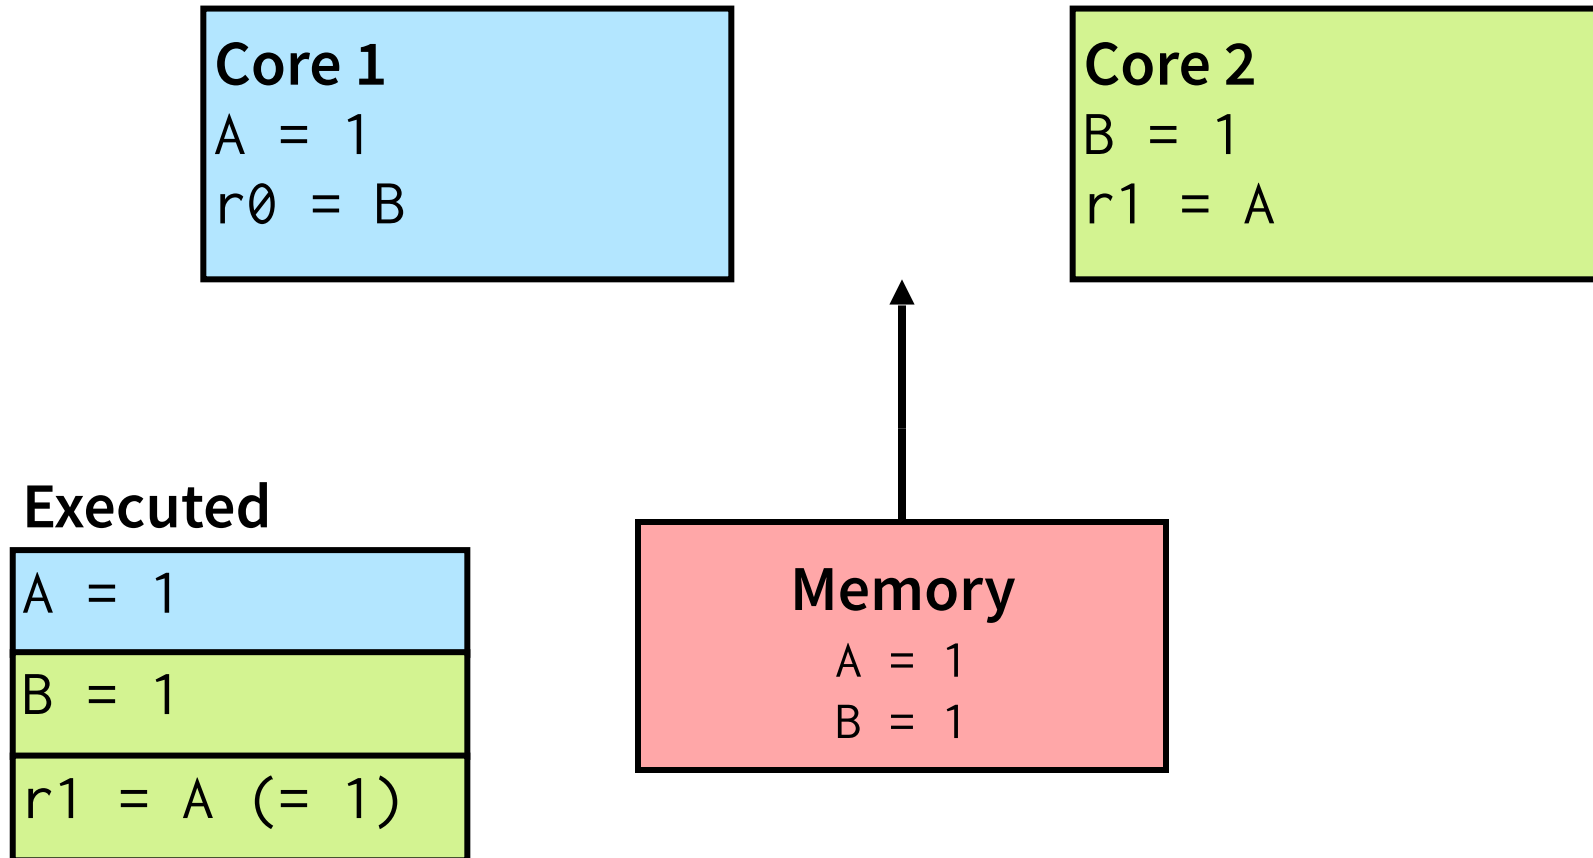 Core 1
A = 1
r0 = B
Core 2
B = 1
r1 = A
Executed
A = 1
B = 1
r1 = A (= 1)
Memory
A = 1
B = 1